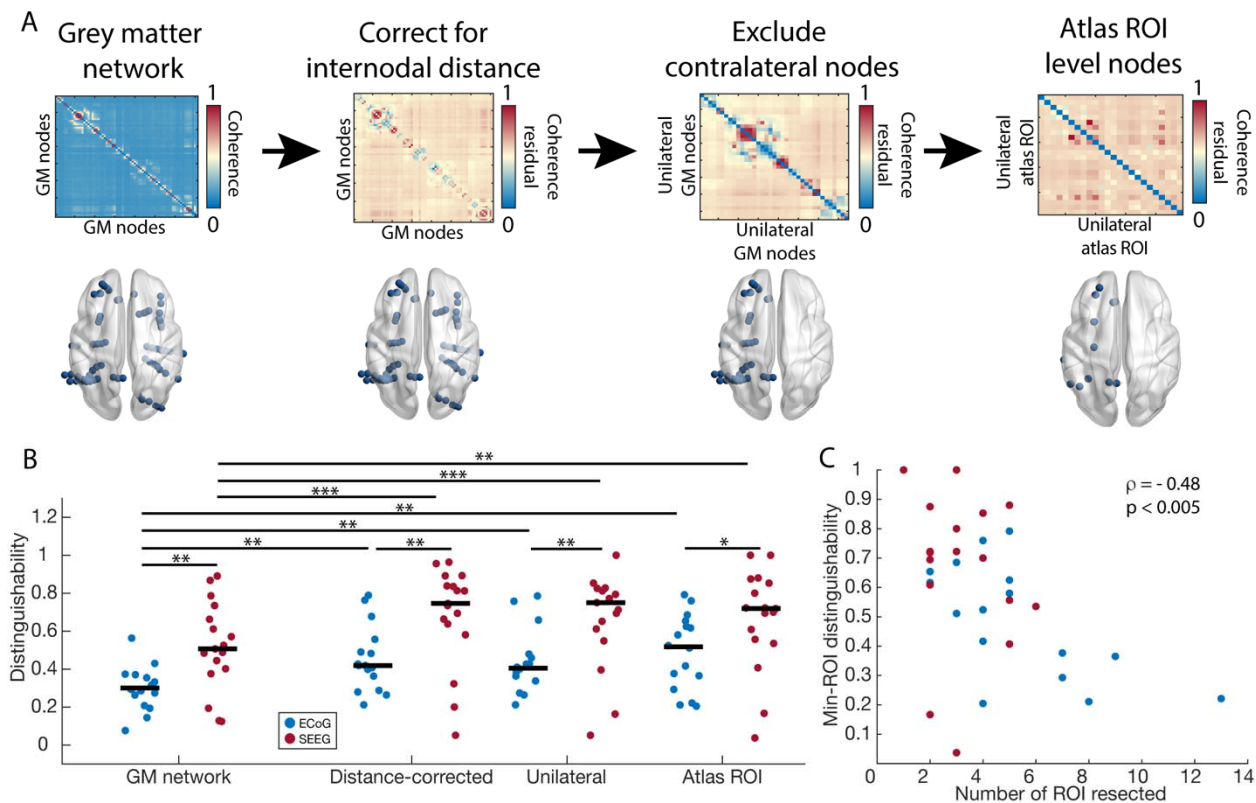 A
Grey matter
network
Correct for
internodal distance
Exclude
contralateral nodes
Atlas ROI
level nodes
GM nodes
GM nodes
1
Coherence
0
GM nodes
GM nodes
1
Coherence
residual
0
Unilateral
GM nodes
Unilateral
GM nodes
1
Coherence
residual
0
Unilateral
atlas ROI
Unilateral
atlas ROI
1
Coherence
residual
0
B
**
***
***
**
**
**
**
**
**
*
Distinguishability
1.2
1
0.8
0.6
0.4
0.2
0
ECoG
SEEG
GM network
Distance-corrected
Unilateral
Atlas ROI
C
ρ = - 0.48
p < 0.005
Min-ROI distinguishability
1
0.9
0.8
0.7
0.6
0.5
0.4
0.3
0.2
0.1
0 2 4 6 8 10 12 14
Number of ROI resected